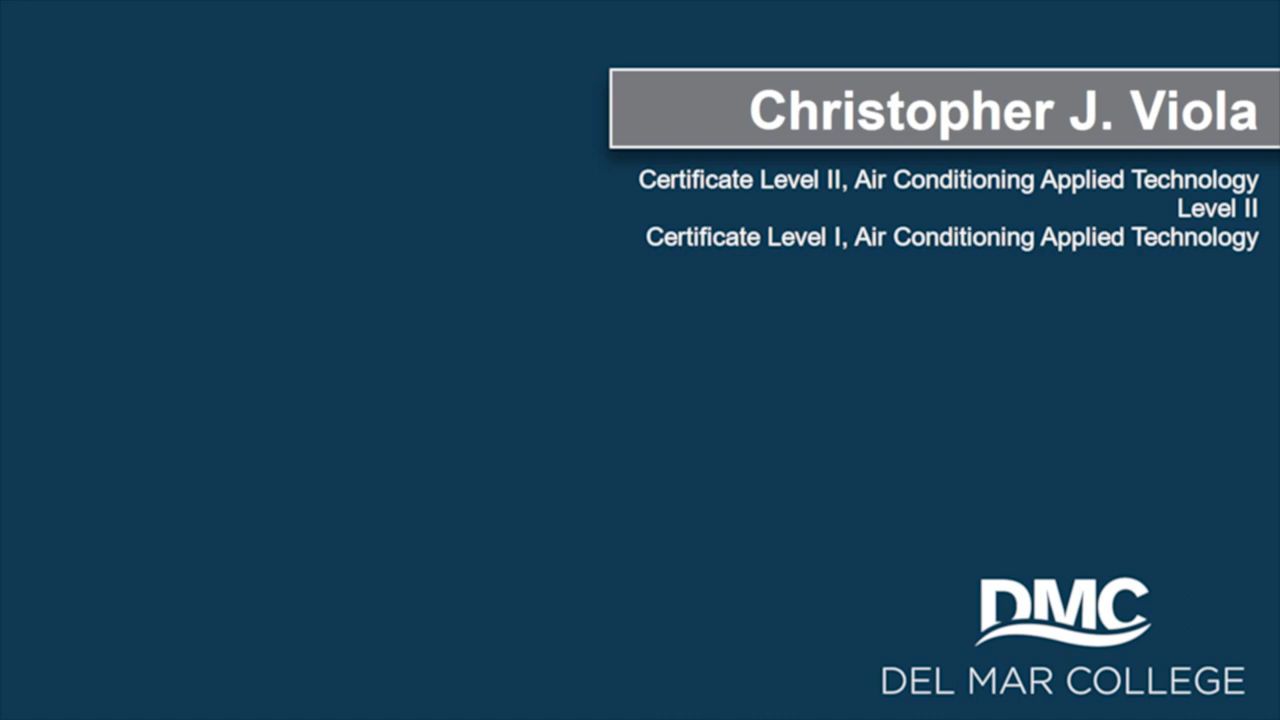 Christopher J. Viola
Certificate Level II, Air Conditioning Applied Technology
Level II
Certificate Level I, Air Conditioning Applied Technology
DMC
DEL MAR COLLEGE